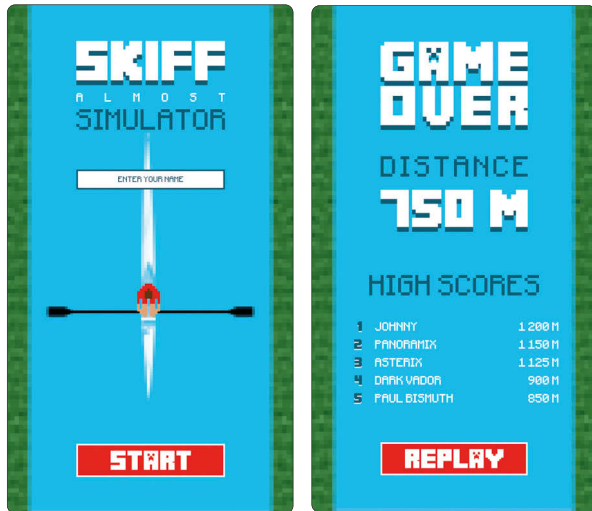 SKIFF
ALMOST
SIMULATOR
ENTER YOUR NAME
START
GAME
OVER
DISTANCE
750 M
HIGH SCORES
1 JOHNNY 1 200 M
2 PANORAMIX 1 150 M
3 ASTERIX 1 125 M
4 DARK VADOR 900 M
5 PAUL BISMUTH 850 M
REPLAY